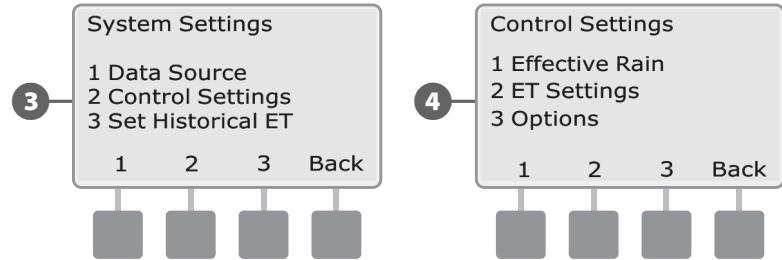 System Settings
1 Data Source
2 Control Settings
3 Set Historical ET
1 2 3 Back
3
Control Settings
1 Effective Rain
2 ET Settings
3 Options
1 2 3 Back
4